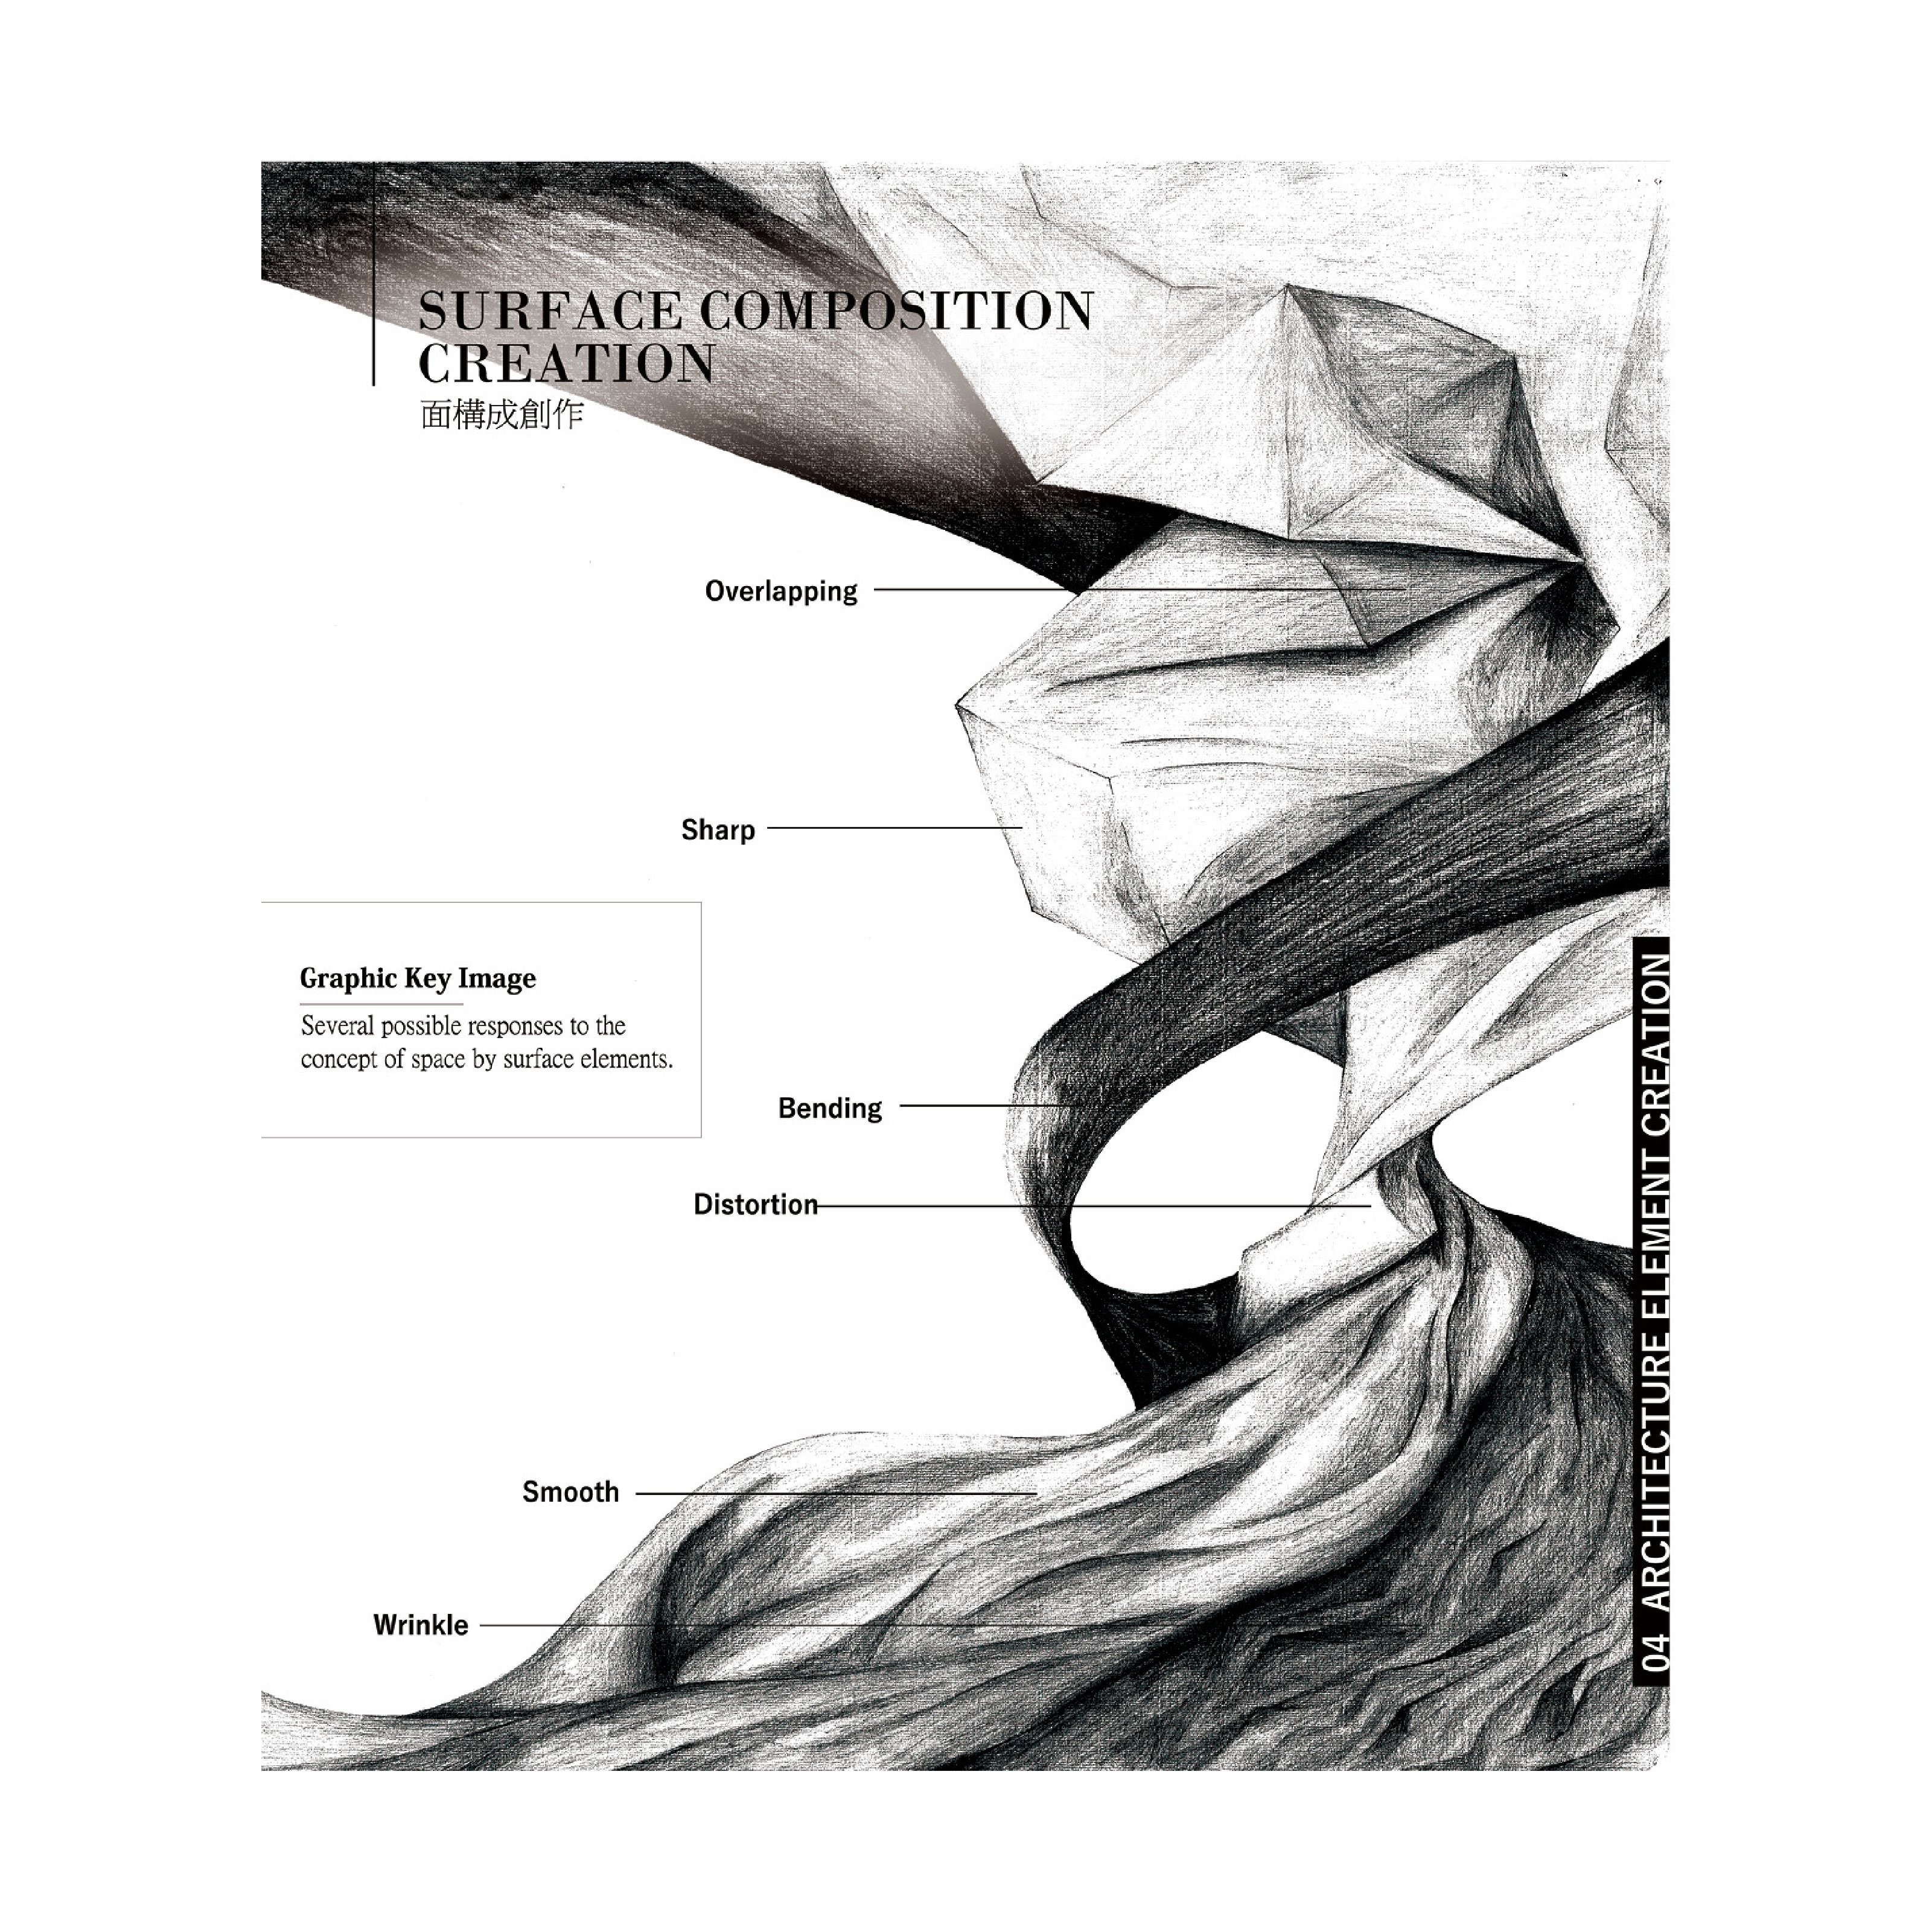 SURFACE COMPOSITION
CREATION
面構成創作
Overlapping
Sharp
Graphic Key Image
Several possible responses to the
concept of space by surface elements.
Bending
Distortion
Smooth
Wrinkle
04 ARCHITECTURE ELEMENT CREATION